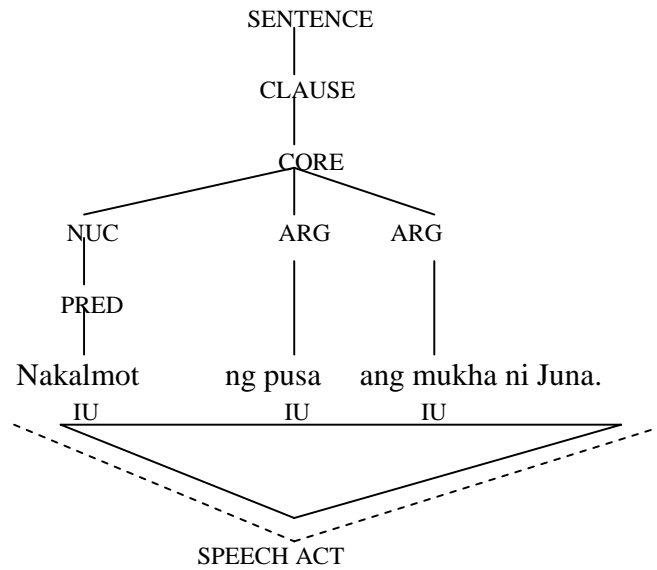 SENTENCE
CLAUSE
CORE
NUC ARG ARG
PRED
Nakalmot ng pusa ang mukha ni Juna.
IU IU IU
SPEECH ACT